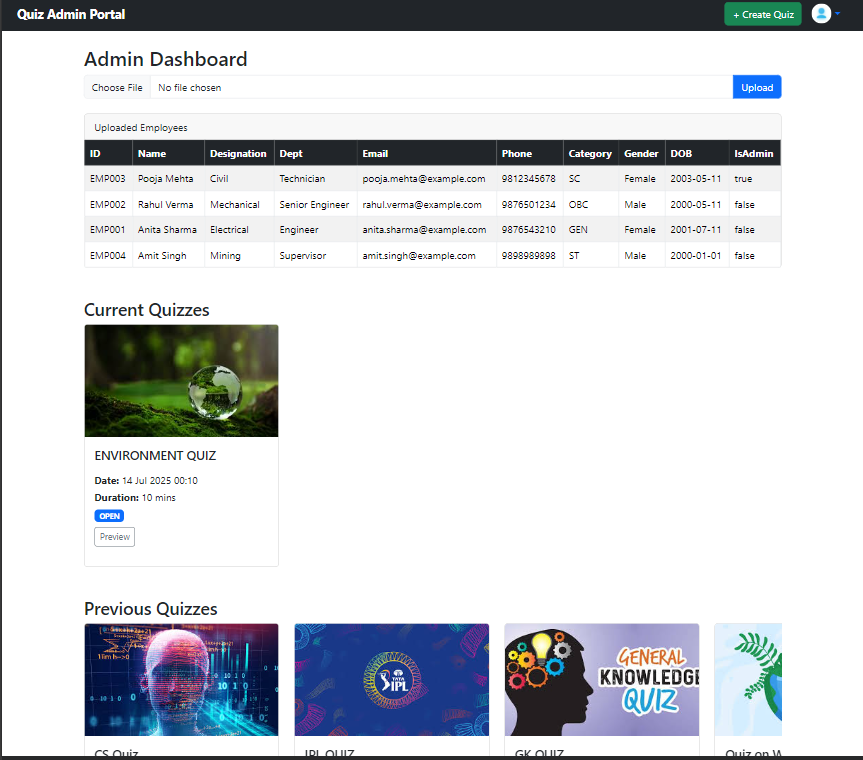 Quiz Admin Portal
+ Create Quiz
Admin Dashboard
Choose File No file chosen Upload
Uploaded Employees
ID Name Designation Dept Email Phone Category Gender DOB IsAdmin
EMP003 Pooja Mehta Civil Technician pooja.mehta@example.com 9812345678 SC Female 2003-05-11 true
EMP002 Rahul Verma Mechanical Senior Engineer rahul.verma@example.com 9876501234 OBC Male 2000-05-11 false
EMP001 Anita Sharma Electrical Engineer anita.sharma@example.com 9876543210 GEN Female 2001-07-11 false
EMP004 Amit Singh Mining Supervisor amit.singh@example.com 9898989898 ST Male 2000-01-01 false
Current Quizzes
ENVIRONMENT QUIZ
Date: 14 Jul 2025 00:10
Duration: 10 mins
OPEN
Preview
Previous Quizzes
TATA
IPL
GENERAL
KNOWLEDGE
QUIZ
CS Quiz
IPL QUIZ
GK QUIZ
Quiz on W